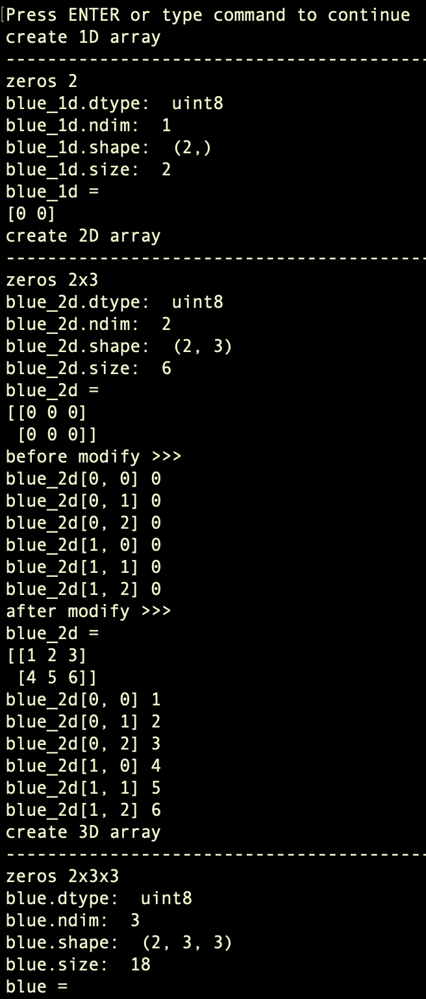 [Press ENTER or type command to continue
create 1D array
-----------------------------------------
zeros 2
blue_1d.dtype:  uint8
blue_1d.ndim:  1
blue_1d.shape:  (2,)
blue_1d.size:  2
blue_1d =
[0 0]
create 2D array
-----------------------------------------
zeros 2x3
blue_2d.dtype:  uint8
blue_2d.ndim:  2
blue_2d.shape:  (2, 3)
blue_2d.size:  6
blue_2d =
[[0 0 0]
 [0 0 0]]
before modify >>>
blue_2d[0, 0] 0
blue_2d[0, 1] 0
blue_2d[0, 2] 0
blue_2d[1, 0] 0
blue_2d[1, 1] 0
blue_2d[1, 2] 0
after modify >>>
blue_2d =
[[1 2 3]
 [4 5 6]]
blue_2d[0, 0] 1
blue_2d[0, 1] 2
blue_2d[0, 2] 3
blue_2d[1, 0] 4
blue_2d[1, 1] 5
blue_2d[1, 2] 6
create 3D array
-----------------------------------------
zeros 2x3x3
blue.dtype:  uint8
blue.ndim:  3
blue.shape:  (2, 3, 3)
blue.size:  18
blue =